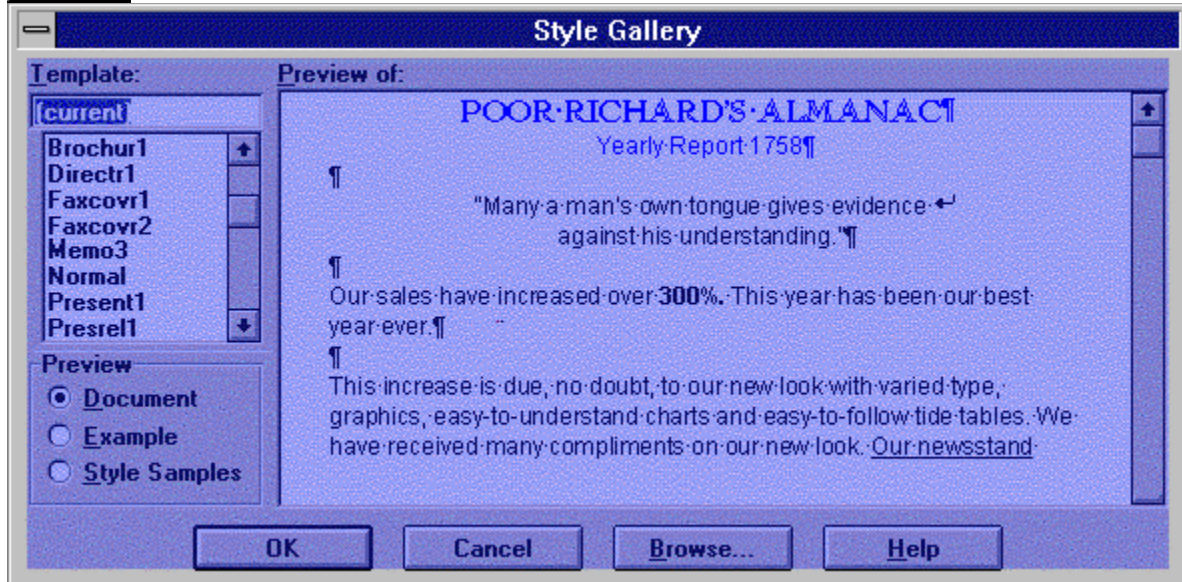 Style Gallery
Template:
(current)
Brochur1
Directr1
Faxcovr1
Faxcovr2
Memo3
Normal
Present1
Presrel1
Preview
Document
Example
Style Samples
Preview of:
POOR·RICHARD'S·ALMANAC¶
Yearly·Report·1758¶
¶
"Many·a·man's·own·tongue·gives·evidence·↵
against·his·understanding."¶
¶
Our·sales·have·increased·over·300%.·This·year·has·been·our·best·
year·ever.¶
¶
This·increase·is·due,·no·doubt,·to·our·new·look·with·varied·type,·
graphics,·easy-to-understand·charts·and·easy-to-follow·tide·tables.·We·
have·received·many·compliments·on·our·new·look.·Our·newsstand·
OK
Cancel
Browse...
Help